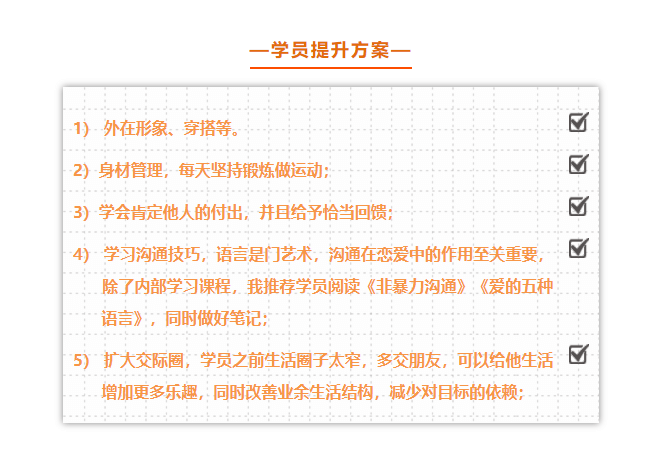 —学员提升方案—
1） 外在形象、穿搭等。
2）身材管理，每天坚持锻炼做运动；
3）学会肯定他人的付出，并且给予恰当回馈；
4） 学习沟通技巧，语言是门艺术，沟通在恋爱中的作用至关重要，
除了内部学习课程，我推荐学员阅读《非暴力沟通》《爱的五种
语言》，同时做好笔记；
5） 扩大交际圈，学员之前生活圈子太窄，多交朋友，可以给他生活
增加更多乐趣，同时改善业余生活结构，减少对目标的依赖；